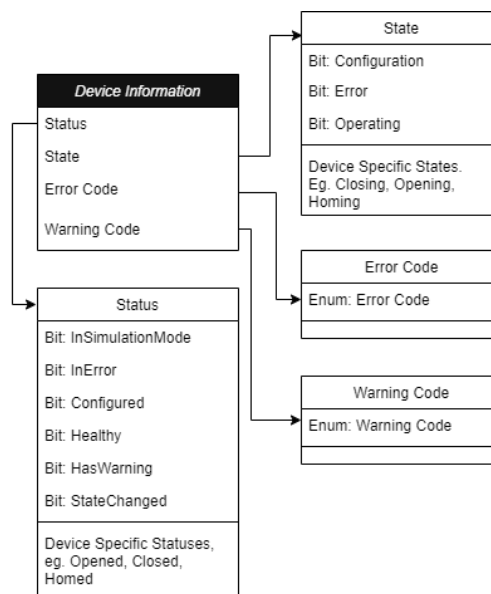 Device Information
Status
State
Error Code
Warning Code
State
Bit: Configuration
Bit: Error
Bit: Operating
Device Specific States.
Eg. Closing, Opening,
Homing
Error Code
Enum: Error Code
Warning Code
Enum: Warning Code
Status
Bit: InSimulationMode
Bit: InError
Bit: Configured
Bit: Healthy
Bit: HasWarning
Bit: StateChanged
Device Specific Statuses,
eg. Opened, Closed,
Homed